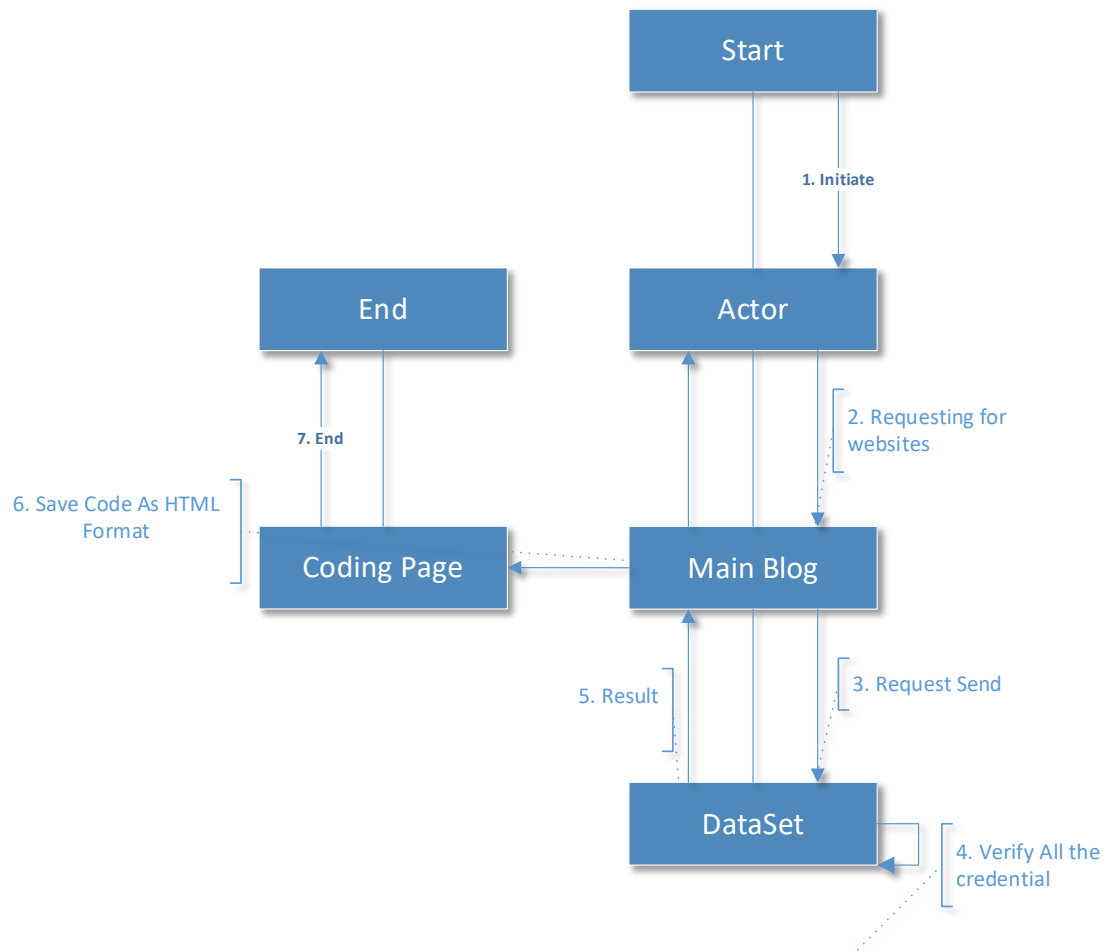 Start
1. Initiate
End
Actor
2. Requesting for
websites
7. End
6. Save Code As HTML
Format
Coding Page
Main Blog
5. Result
3. Request Send
DataSet
4. Verify All the
credential